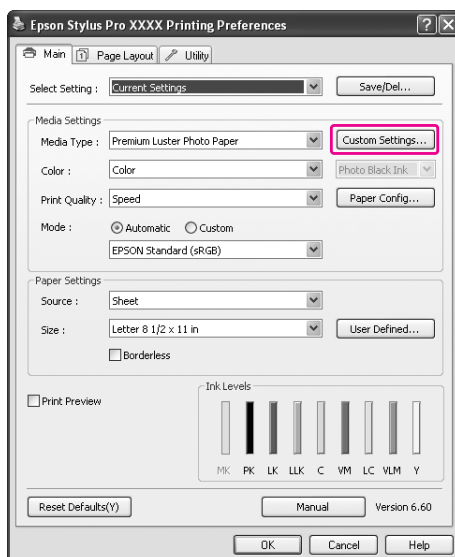 Epson Stylus Pro XXXX Printing Preferences
Main Page Layout Utility
Select Setting : Current Settings Save/Del...
Media Settings
Media Type : Premium Luster Photo Paper Custom Settings...
Color : Color Photo Black Ink
Print Quality : Speed Paper Config...
Mode : Automatic Custom
EPSON Standard (sRGB)
Paper Settings
Source : Sheet
Size : Letter 8 1/2 x 11 in User Defined...
Borderless
Print Preview
Ink Levels
MK PK LK LLK C VM LC VLM Y
Reset Defaults(Y) Manual Version 6.60
OK Cancel Help